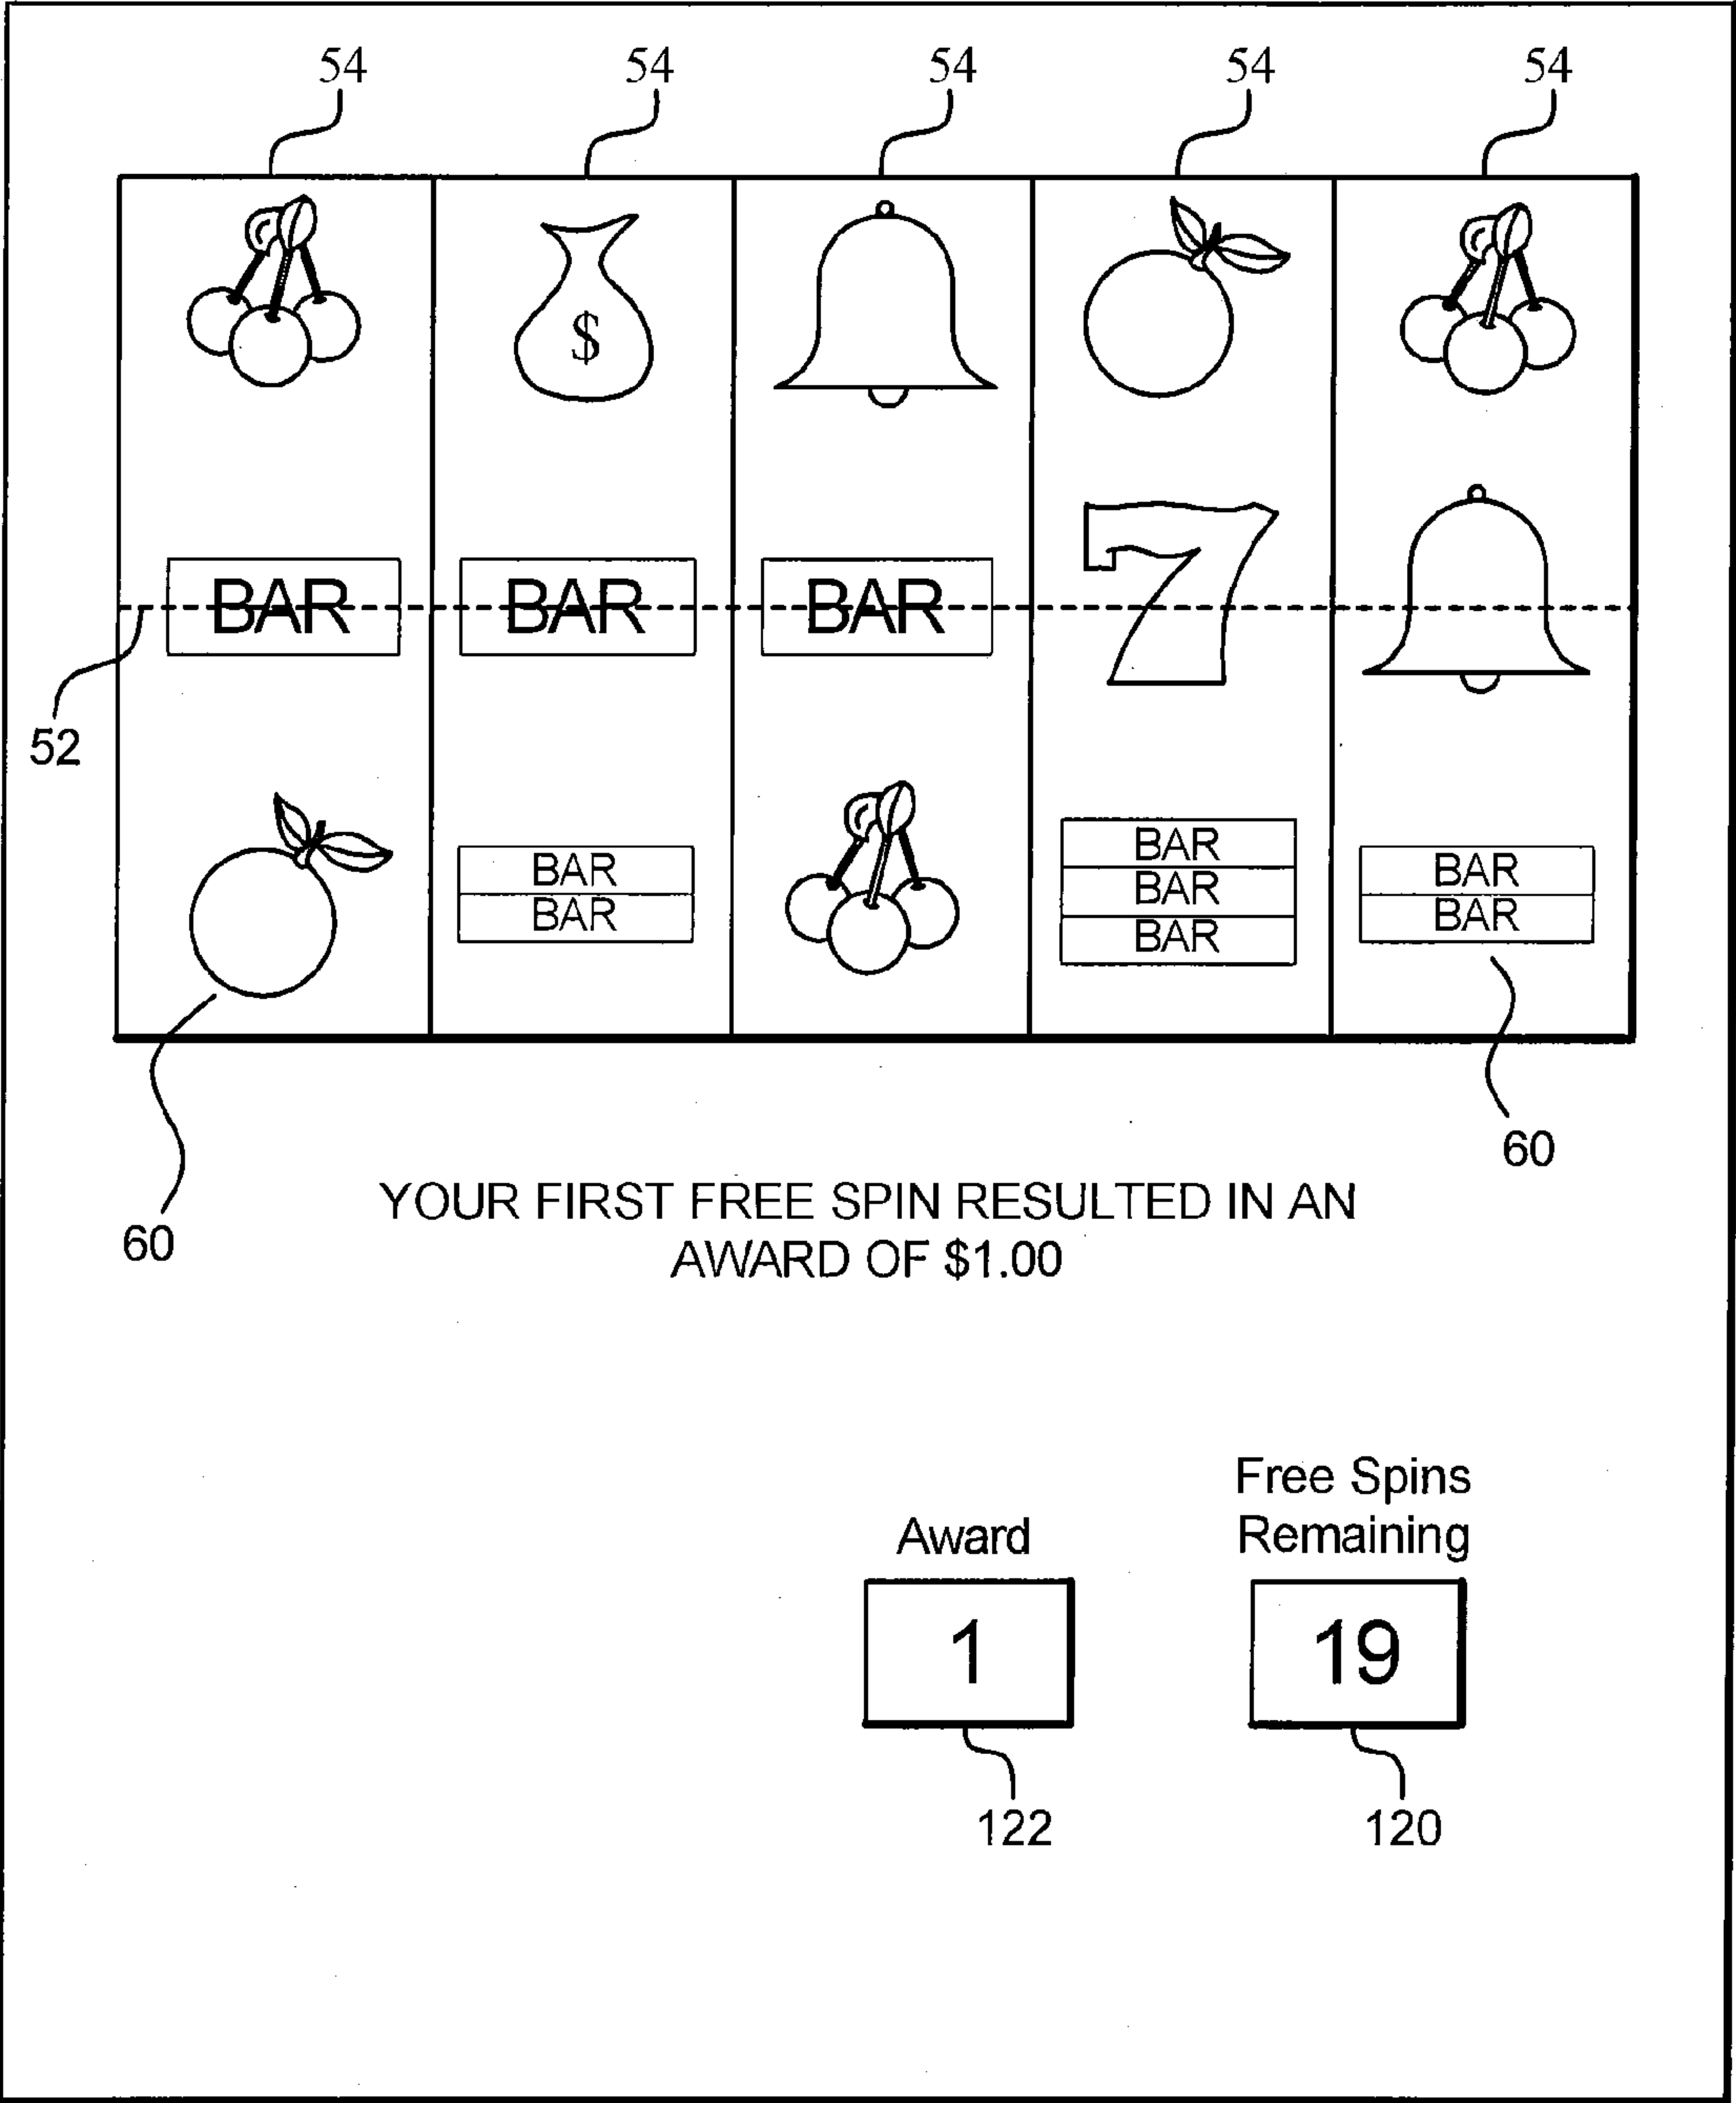 54 54 54 54 54
$
BAR BAR BAR 7
52
BAR
BAR
BAR
BAR
BAR
BAR
BAR
60
60
YOUR FIRST FREE SPIN RESULTED IN AN
AWARD OF $1.00
Award
Free Spins
Remaining
1 19
122 120